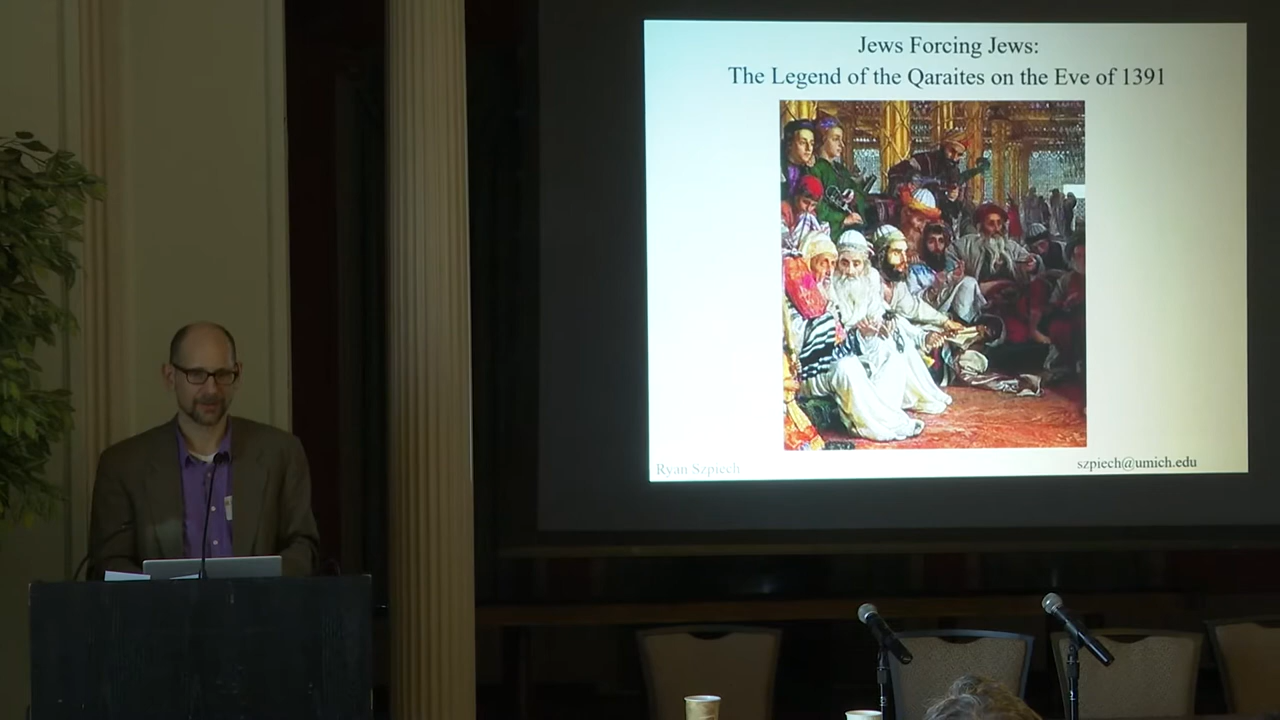 Jews Forcing Jews:
The Legend of the Qaraites on the Eve of 1391
Ryan Szpiech
szpiech@umich.edu